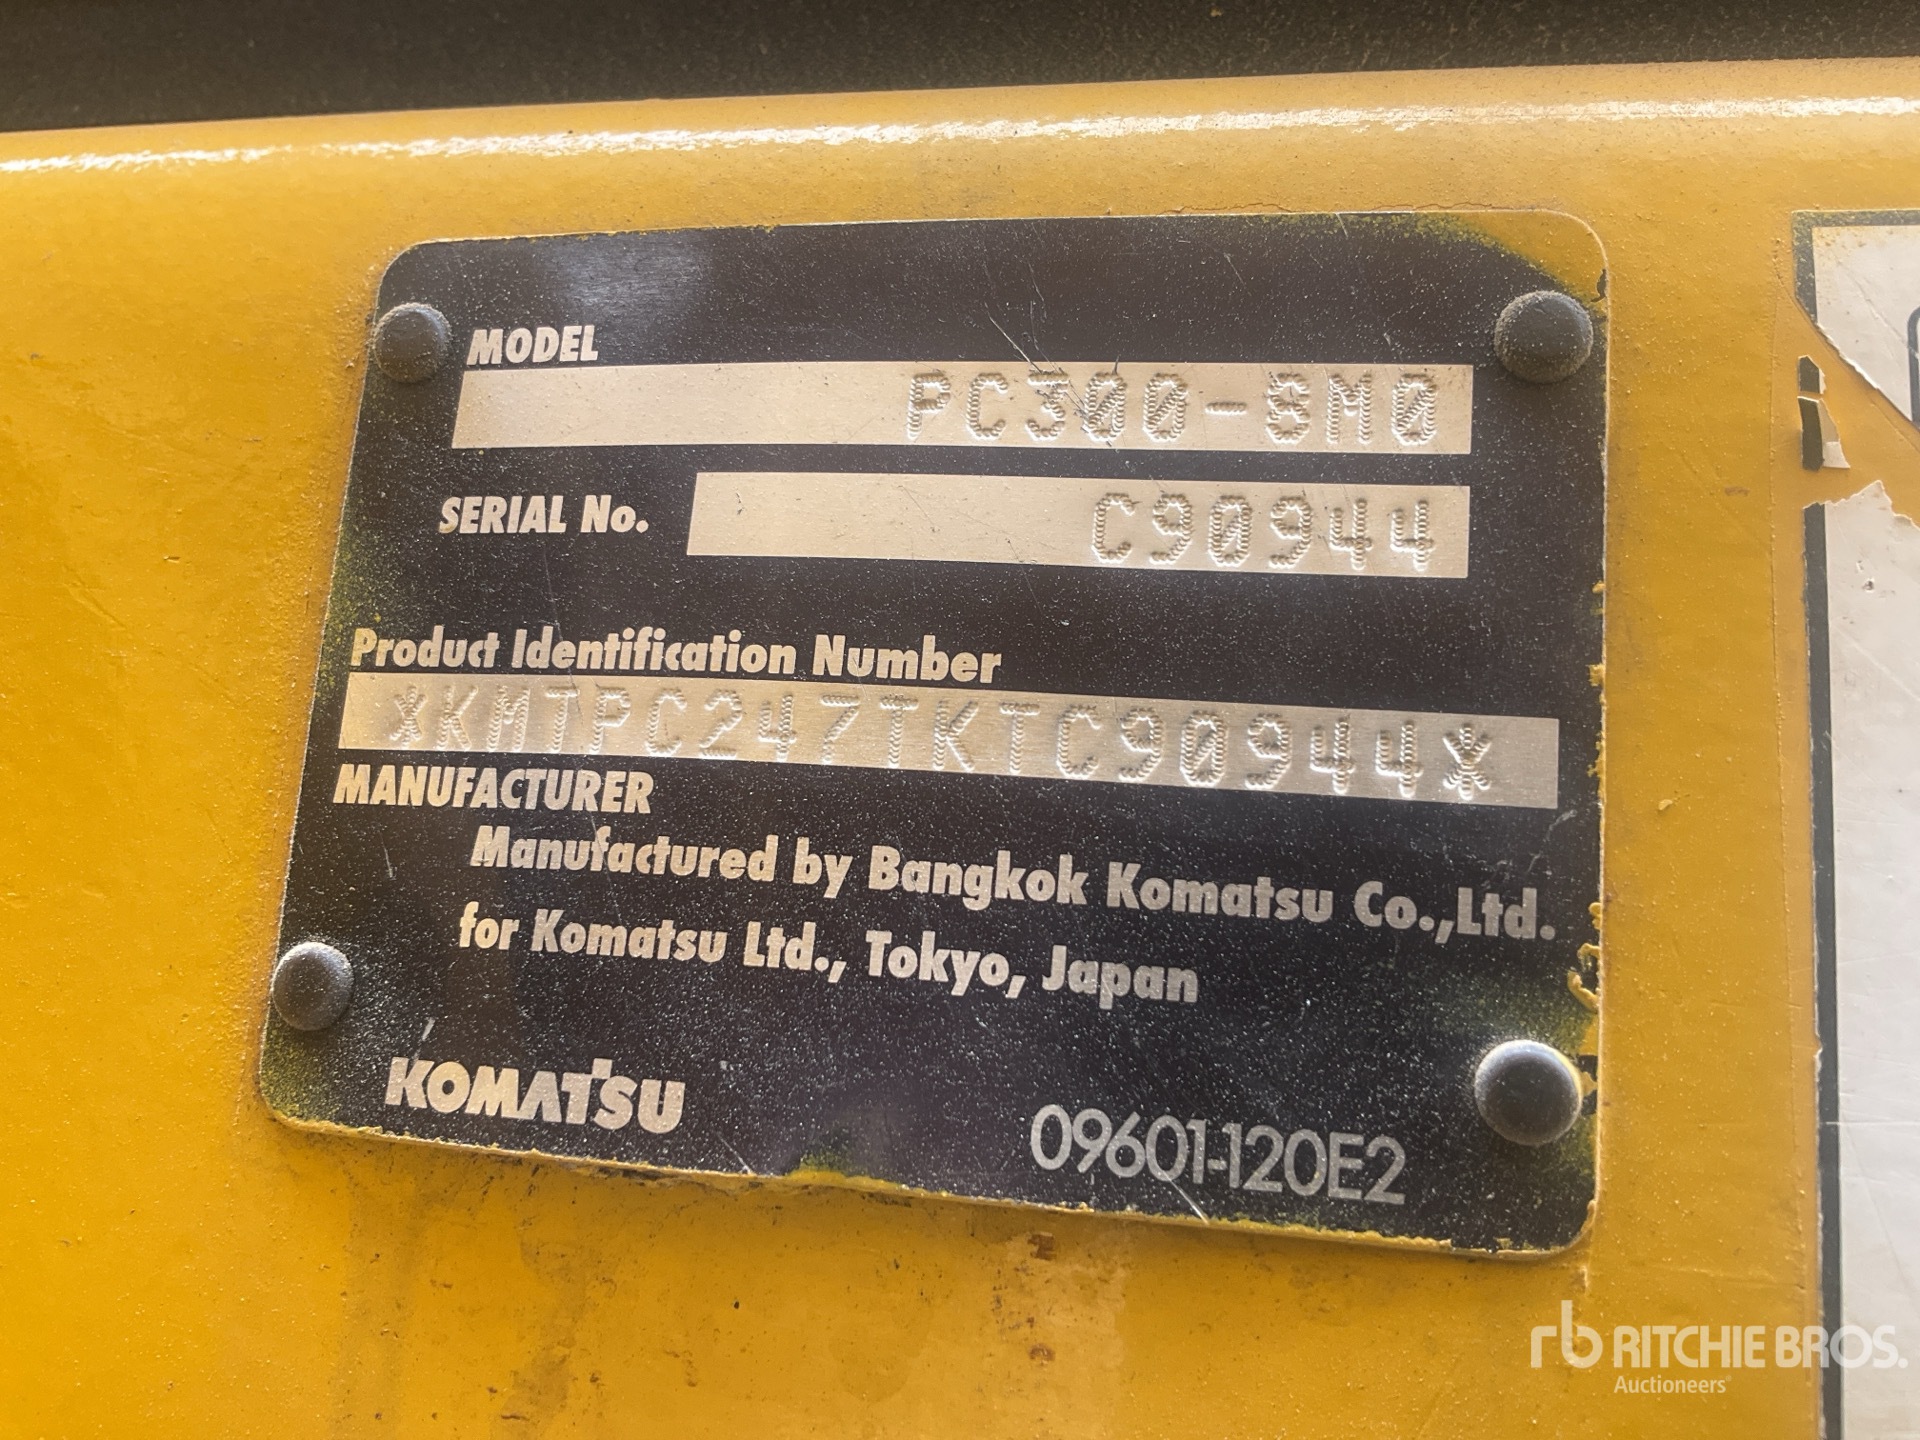 MODEL
PC300-8M0
SERIAL No.
C90944
Product Identification Number
*KMTPC247TKTC90944*
MANUFACTURER
Manufactured by Bangkok Komatsu Co.,Ltd.
for Komatsu Ltd., Tokyo, Japan
KOMATSU
09601-120E2
rb RITCHIE BROS.
Auctioneers